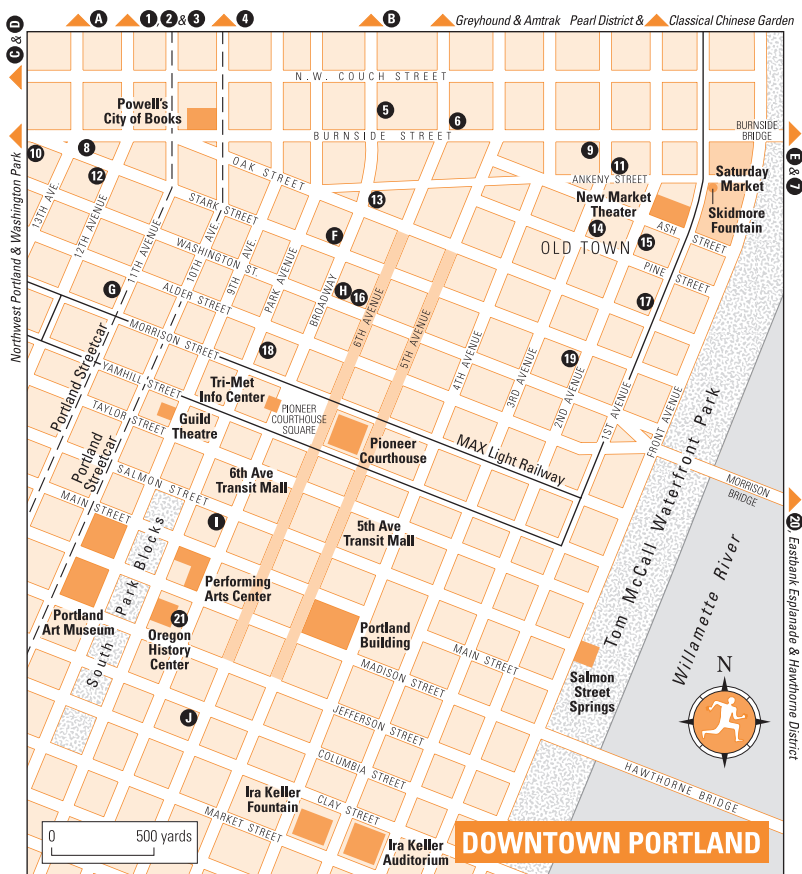 A
1, 2 & 3
4
B
Greyhound & Amtrak
Pearl District &
Classical Chinese Garden
C & D
N.W. COUCH STREET
Powell's
City of Books
5
6
BURNSIDE STREET
BURNSIDE
BRIDGE
E & 7
Northwest Portland & Washington Park
10
8
12
9
11
OAK STREET
ANKENY STREET
Saturday
Market
Skidmore
Fountain
New Market
Theater
13
14
15
ASH STREET
OLD TOWN
PINE STREET
13TH AVE.
12TH AVENUE
11TH AVENUE
10TH AVE.
9TH AVE.
PARK AVENUE
BROADWAY
6TH AVENUE
5TH AVENUE
4TH AVENUE
3RD AVENUE
2ND AVENUE
1ST AVENUE
FRONT AVENUE
STARK STREET
WASHINGTON ST.
ALDER STREET
F
G
H
16
17
18
19
MORRISON STREET
YAMHILL STREET
TAYLOR STREET
Portland Streetcar
Portland
Streetcar
Tri-Met
Info Center
PIONEER
COURTHOUSE
SQUARE
Guild
Theatre
Pioneer
Courthouse
MAX Light Railway
6th Ave
Transit Mall
5th Ave
Transit Mall
MORRISON
BRIDGE
20, Eastbank Esplanade & Hawthorne District
SALMON STREET
MAIN STREET
I
South Park Blocks
Performing
Arts Center
Portland
Art Museum
21
Oregon
History
Center
Portland
Building
MAIN STREET
MADISON STREET
JEFFERSON STREET
COLUMBIA STREET
CLAY STREET
MARKET STREET
J
Tom McCall Waterfront Park
Willamette River
Salmon
Street
Springs
N
HAWTHORNE BRIDGE
Ira Keller
Fountain
Ira Keller
Auditorium
0 500 yards
DOWNTOWN PORTLAND